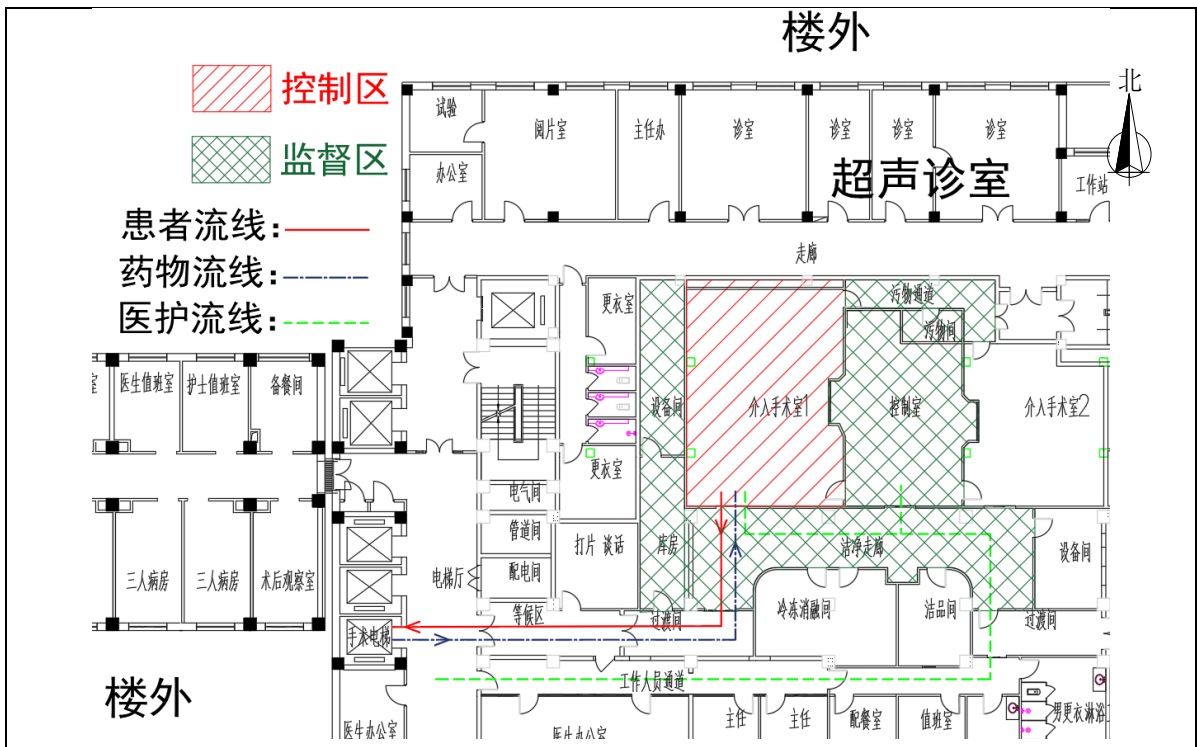 楼外
北
控制区
监督区
患者流线：
药物流线：
医护流线：
试验
阅片室
主任办
诊室
诊室
诊室
诊室
超声诊室
办公室
工作站
走廊
更衣室
污物通道
污物间
医生值班室
护士值班室
备餐间
设备间
介入手术室1
控制室
介入手术室2
更衣室
电气间
管道间
打片 谈话
库房
洁净走廊
设备间
三人病房
三人病房
术后观察室
电梯厅
配电间
等候区
过渡间
冷冻消融间
洁品间
过渡间
手术电梯
工作人员通道
楼外
医生办公室
医生办公室
主任
主任
配餐室
值班室
男更衣淋浴